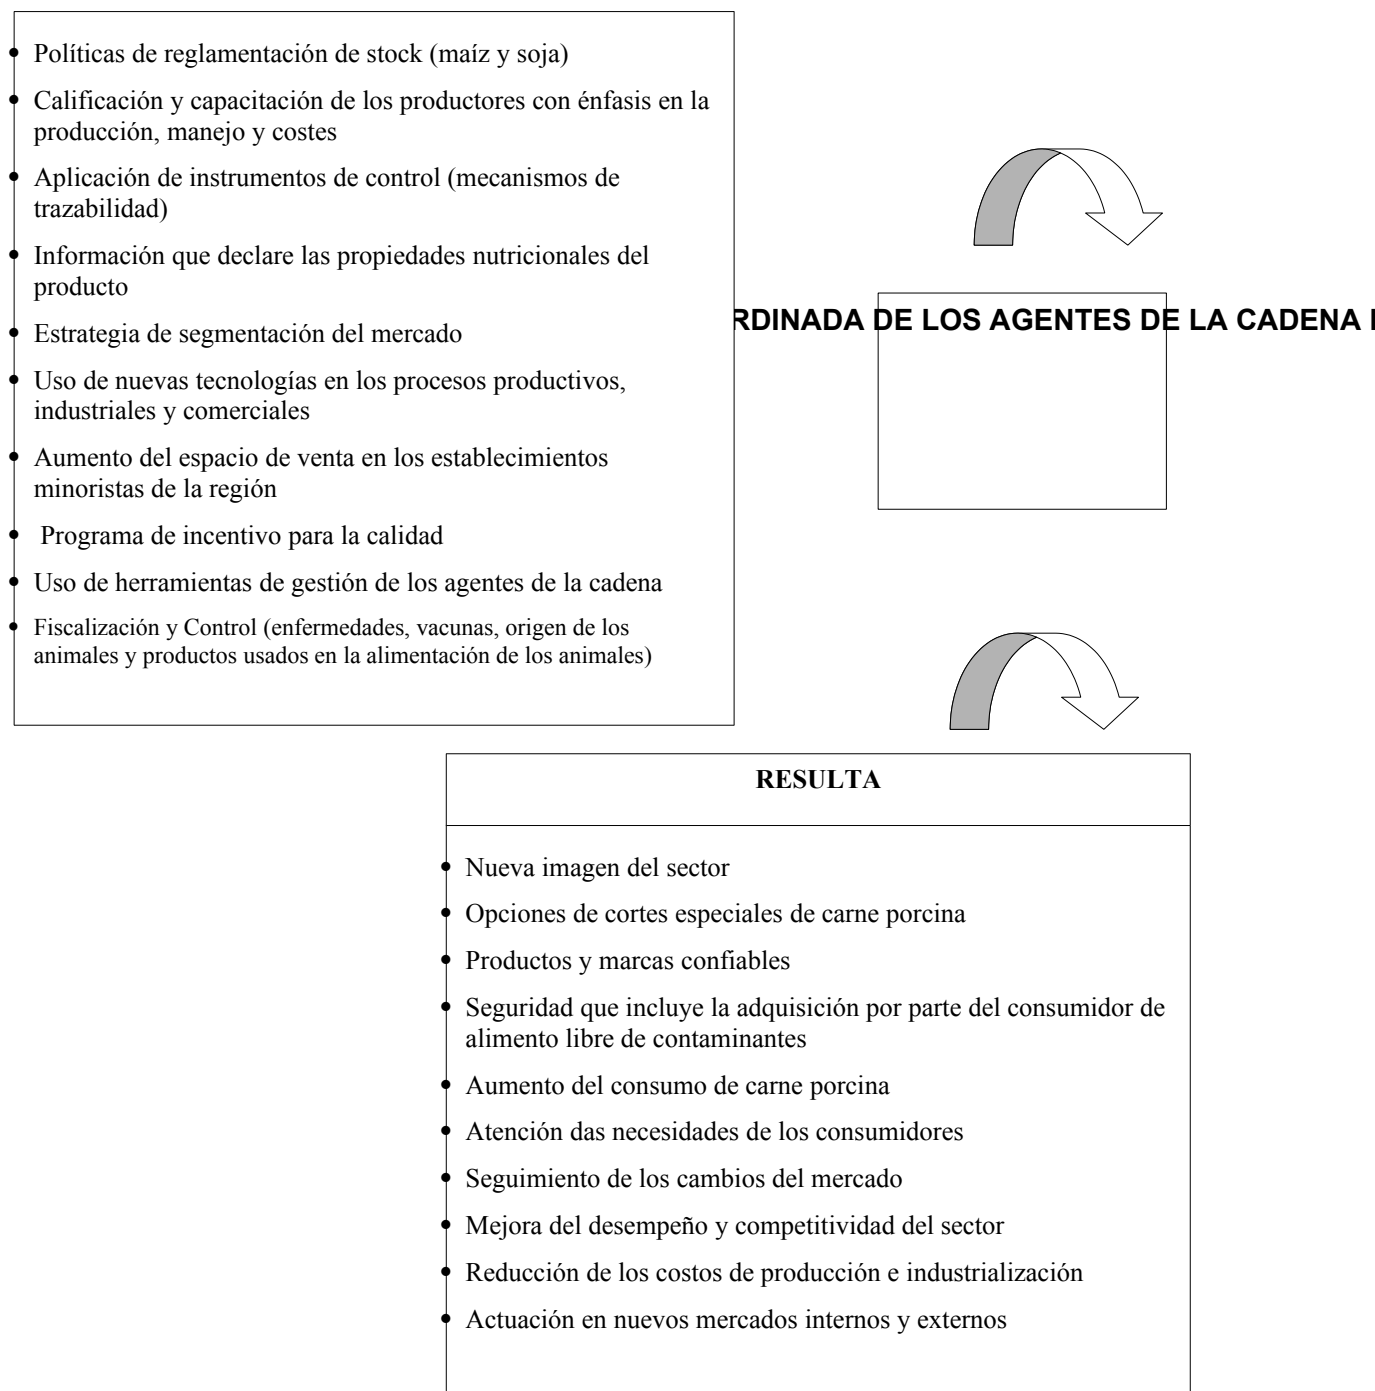 • Políticas de reglamentación de stock (maíz y soja)
• Calificación y capacitación de los productores con énfasis en la
producción, manejo y costes
• Aplicación de instrumentos de control (mecanismos de
trazabilidad)
• Información que declare las propiedades nutricionales del
producto
• Estrategia de segmentación del mercado
• Uso de nuevas tecnologías en los procesos productivos,
industriales y comerciales
• Aumento del espacio de venta en los establecimientos
minoristas de la región
• Programa de incentivo para la calidad
• Uso de herramientas de gestión de los agentes de la cadena
• Fiscalización y Control (enfermedades, vacunas, origen de los
animales y productos usados en la alimentación de los animales)
RDINADA DE LOS AGENTES DE LA CADENA
RESULTA
• Nueva imagen del sector
• Opciones de cortes especiales de carne porcina
• Productos y marcas confiables
• Seguridad que incluye la adquisición por parte del consumidor de
alimento libre de contaminantes
• Aumento del consumo de carne porcina
• Atención das necesidades de los consumidores
• Seguimiento de los cambios del mercado
• Mejora del desempeño y competitividad del sector
• Reducción de los costos de producción e industrialización
• Actuación en nuevos mercados internos y externos